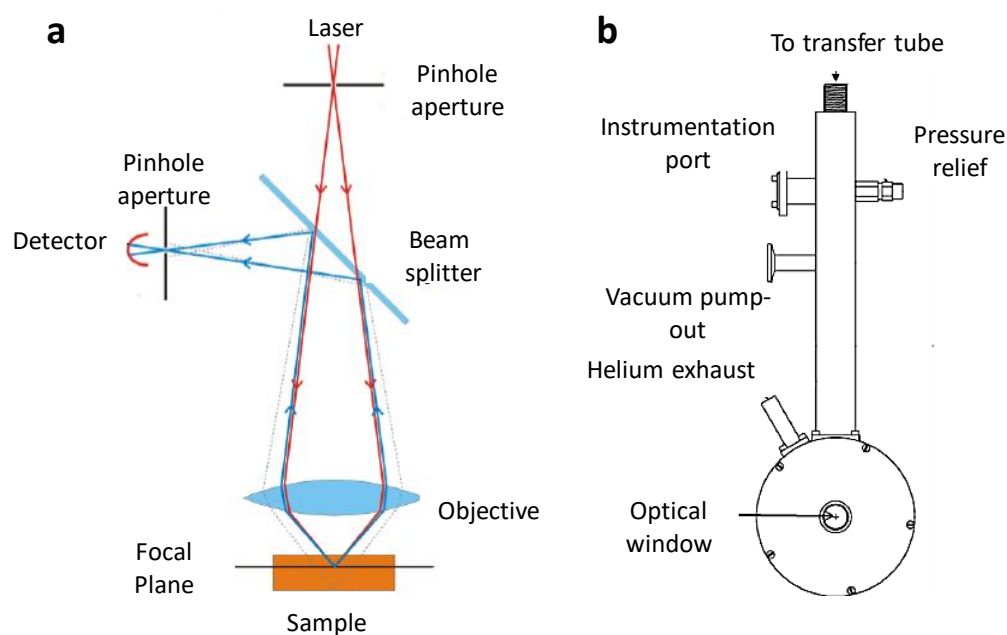 a
Laser
Pinhole
aperture
Pinhole
aperture
Detector
Beam
splitter
Objective
Focal
Plane
Sample
b
To transfer tube
Instrumentation
port
Pressure
relief
Vacuum pump-
out
Helium exhaust
Optical
window